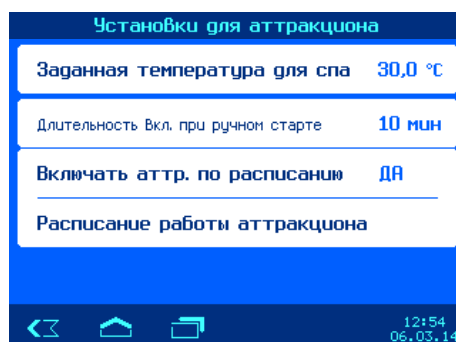 Установки для аттракциона
Заданная температура для спа 30,0 °C
Длительность Вкл. при ручном старте 10 мин
Включать аттр. по расписанию ДА
Расписание работы аттракциона
12:54
06.03.14